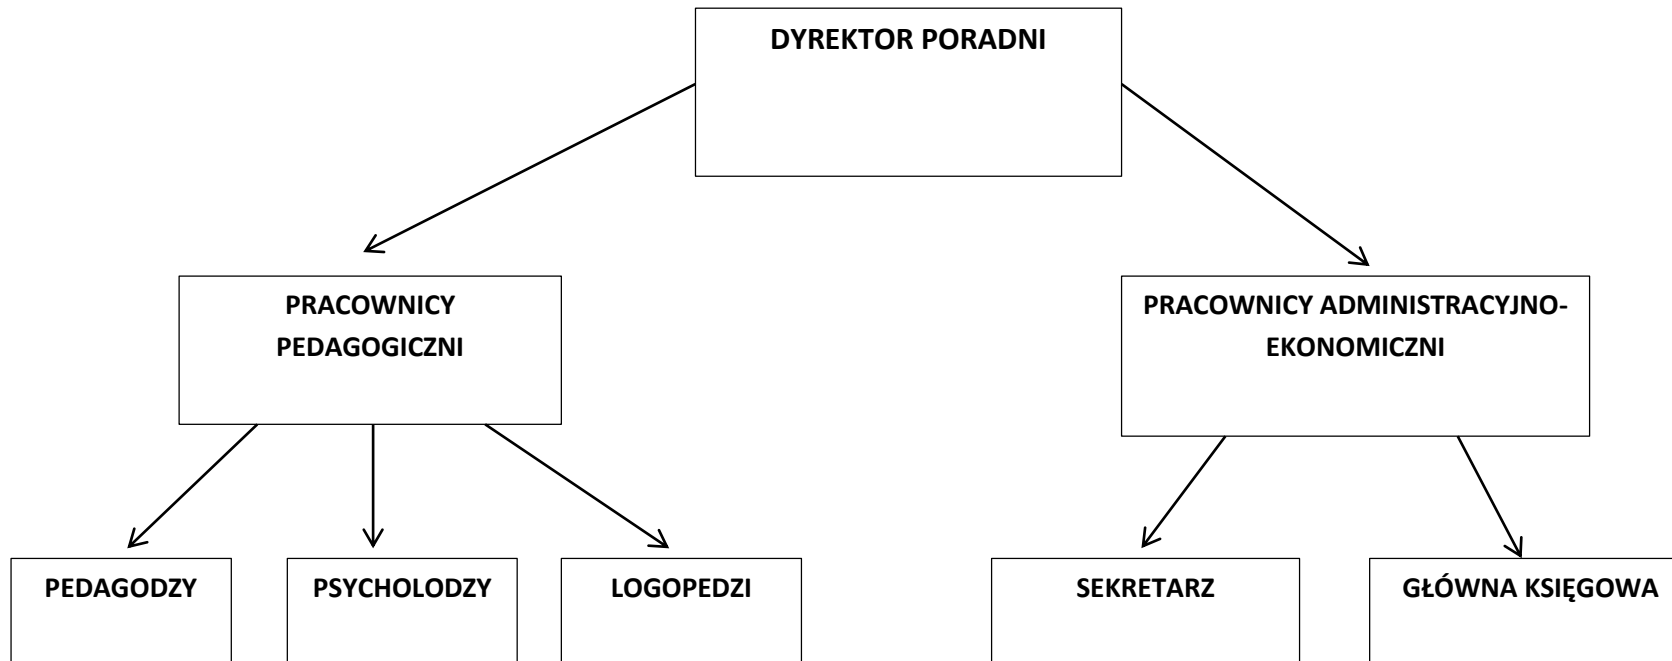 DYREKTOR PORADNI
PRACOWNICY
PEDAGOGICZNI
PRACOWNICY ADMINISTRACYJNO-
EKONOMICZNI
PEDAGODZY
PSYCHOLODZY
LOGOPEDZI
SEKRETARZ
GŁÓWNA KSIĘGOWA